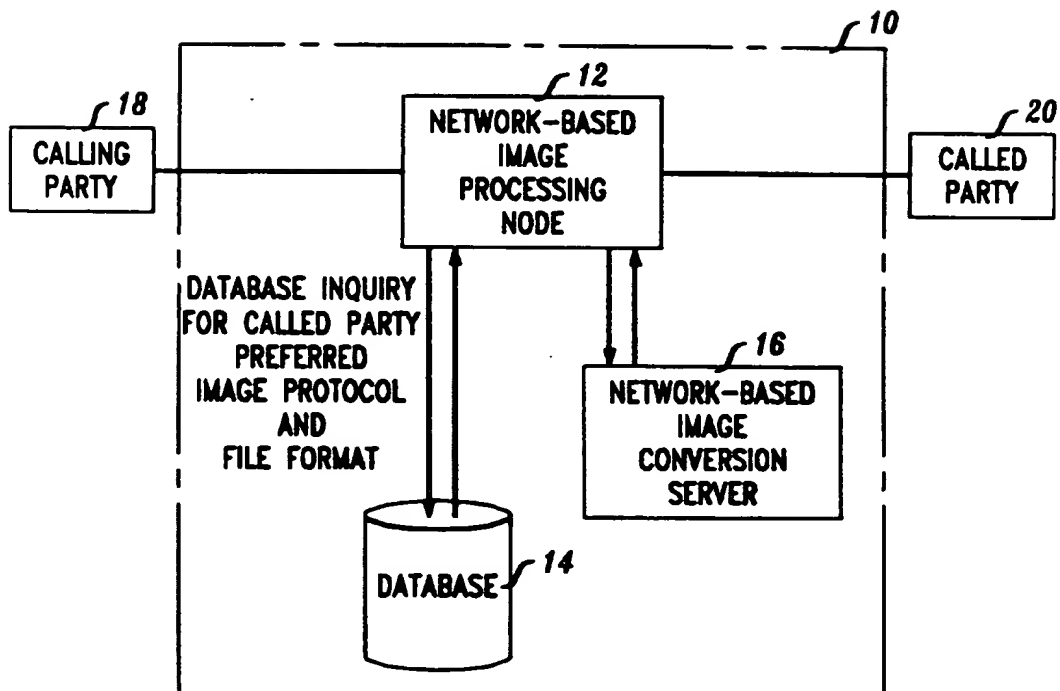 10
12
18
20
CALLING
PARTY
NETWORK-BASED
IMAGE
PROCESSING
NODE
CALLED
PARTY
DATABASE INQUIRY
FOR CALLED PARTY
PREFERRED
IMAGE PROTOCOL
AND
FILE FORMAT
16
NETWORK-BASED
IMAGE
CONVERSION
SERVER
DATABASE
14